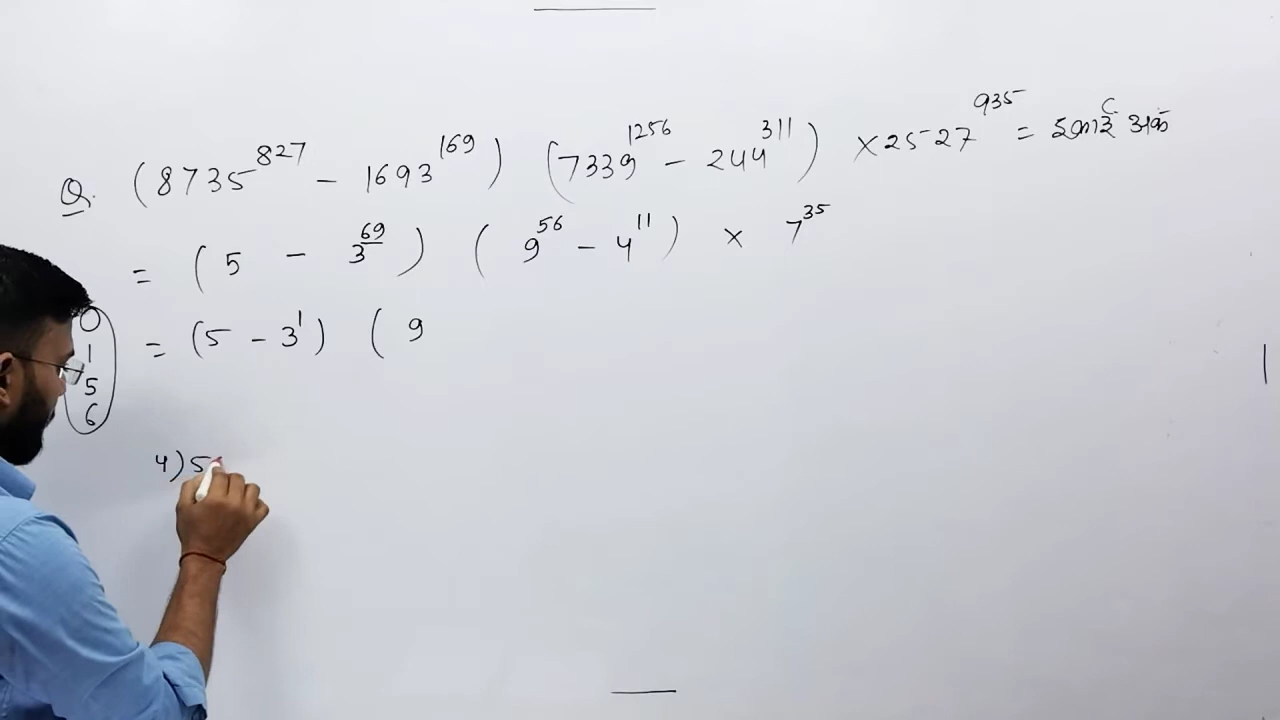 Q. (8735^827 - 1693^169) (7339^1256 - 244^311) × 2527^935 = इकाई अंक
= (5 - 3^69) (9^56 - 4^11) × 7^35
= (5 - 3^1) (9
0
1
5
6
4)5